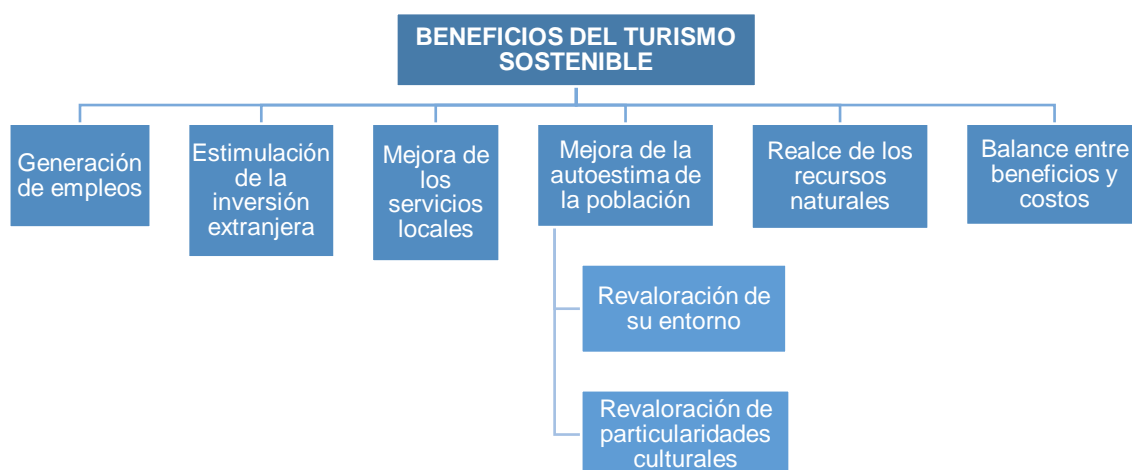 BENEFICIOS DEL TURISMO
SOSTENIBLE
Generación
de empleos
Estimulación
de la
inversión
extranjera
Mejora de
los
servicios
locales
Mejora de la
autoestima de
la población
Realce de los
recursos
naturales
Balance entre
beneficios y
costos
Revaloración de
su entorno
Revaloración de
particularidades
culturales